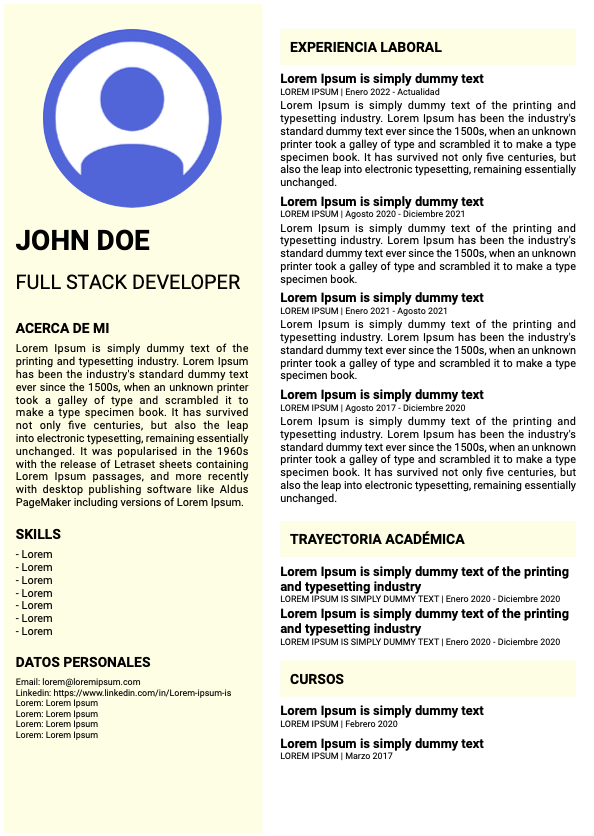 JOHN DOE
FULL STACK DEVELOPER
ACERCA DE MI
Lorem Ipsum is simply dummy text of the
printing and typesetting industry. Lorem Ipsum
has been the industry's standard dummy text
ever since the 1500s, when an unknown printer
took a galley of type and scrambled it to
make a type specimen book. It has survived
not only five centuries, but also the leap
into electronic typesetting, remaining essentially
unchanged. It was popularised in the 1960s
with the release of Letraset sheets containing
Lorem Ipsum passages, and more recently
with desktop publishing software like Aldus
PageMaker including versions of Lorem Ipsum.
SKILLS
- Lorem
- Lorem
- Lorem
- Lorem
- Lorem
- Lorem
- Lorem
DATOS PERSONALES
Email: lorem@loremipsum.com
Linkedin: https://www.linkedin.com/in/Lorem-ipsum-is
Lorem: Lorem Ipsum
Lorem: Lorem Ipsum
Lorem: Lorem Ipsum
Lorem: Lorem Ipsum
EXPERIENCIA LABORAL
Lorem Ipsum is simply dummy text
LOREM IPSUM | Enero 2022 - Actualidad
Lorem Ipsum is simply dummy text of the printing and
typesetting industry. Lorem Ipsum has been the industry's
standard dummy text ever since the 1500s, when an unknown
printer took a galley of type and scrambled it to make a type
specimen book. It has survived not only five centuries, but
also the leap into electronic typesetting, remaining essentially
unchanged.
Lorem Ipsum is simply dummy text
LOREM IPSUM | Agosto 2020 - Diciembre 2021
Lorem Ipsum is simply dummy text of the printing and
typesetting industry. Lorem Ipsum has been the industry's
standard dummy text ever since the 1500s, when an unknown
printer took a galley of type and scrambled it to make a type
specimen book.
Lorem Ipsum is simply dummy text
LOREM IPSUM | Enero 2021 - Agosto 2021
Lorem Ipsum is simply dummy text of the printing and
typesetting industry. Lorem Ipsum has been the industry's
standard dummy text ever since the 1500s, when an unknown
printer took a galley of type and scrambled it to make a type
specimen book.
Lorem Ipsum is simply dummy text
LOREM IPSUM | Agosto 2017 - Diciembre 2020
Lorem Ipsum is simply dummy text of the printing and
typesetting industry. Lorem Ipsum has been the industry's
standard dummy text ever since the 1500s, when an unknown
printer took a galley of type and scrambled it to make a type
specimen book. It has survived not only five centuries, but
also the leap into electronic typesetting, remaining essentially
unchanged.
TRAYECTORIA ACADÉMICA
Lorem Ipsum is simply dummy text of the printing
and typesetting industry
LOREM IPSUM IS SIMPLY DUMMY TEXT | Enero 2020 - Diciembre 2020
Lorem Ipsum is simply dummy text of the printing
and typesetting industry
LOREM IPSUM IS SIMPLY DUMMY TEXT | Enero 2020 - Diciembre 2020
CURSOS
Lorem Ipsum is simply dummy text
LOREM IPSUM | Febrero 2020
Lorem Ipsum is simply dummy text
LOREM IPSUM | Marzo 2017